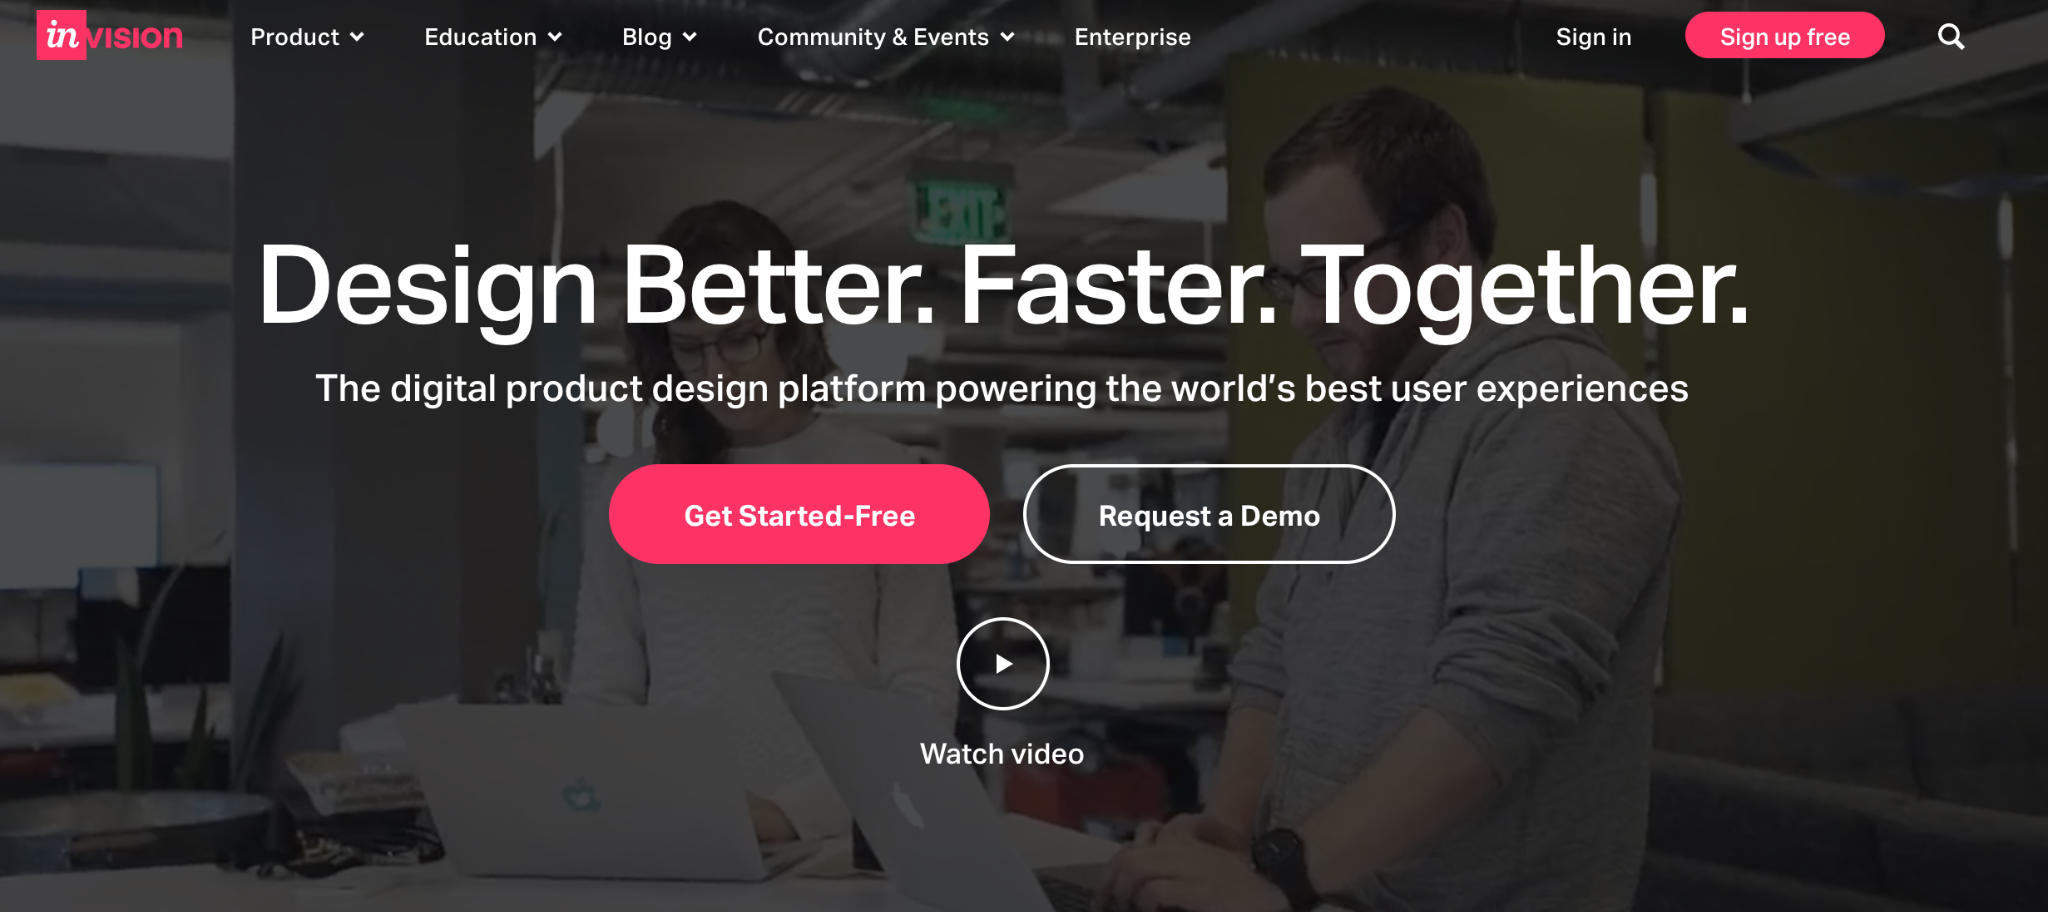 invision
Product
Education
Blog
Community & Events
Enterprise
Sign in
Sign up free
EXIT
Design Better. Faster. Together.
The digital product design platform powering the world’s best user experiences
Get Started-Free
Request a Demo
Watch video